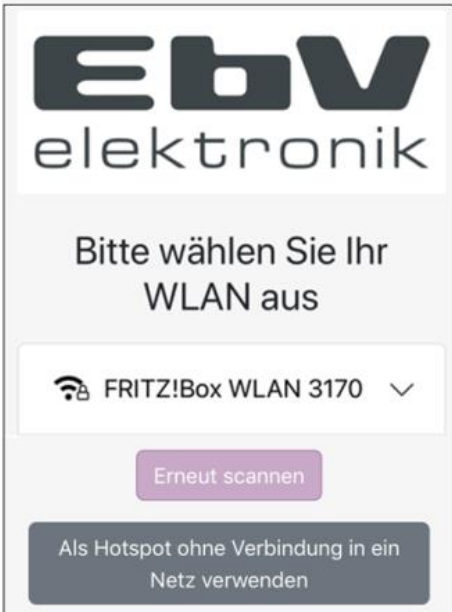 EbV
elektronik
Bitte wählen Sie Ihr
WLAN aus
FRITZ!Box WLAN 3170
Erneut scannen
Als Hotspot ohne Verbindung in ein
Netz verwenden